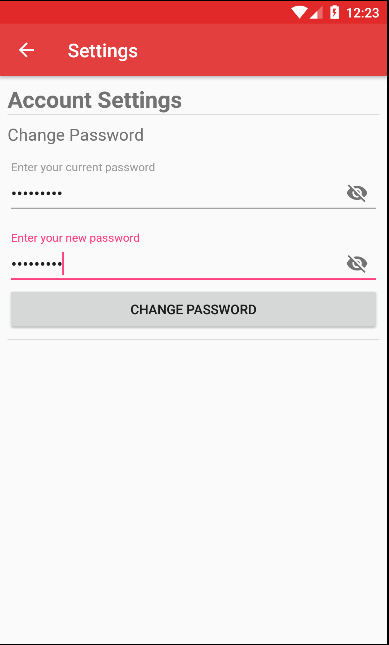 12:23
Settings
Account Settings
Change Password
Enter your current password
•••••••••
Enter your new password
•••••••••
CHANGE PASSWORD